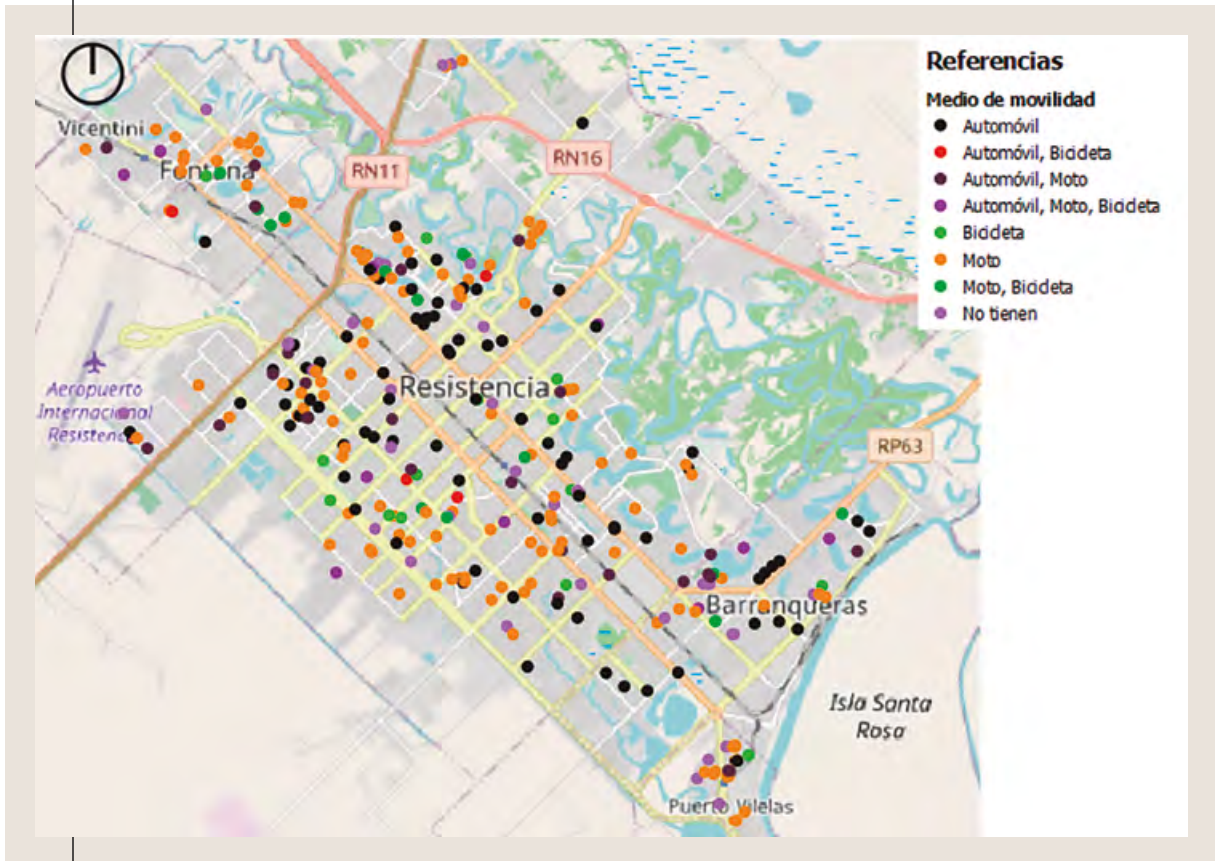 Referencias
Medio de movilidad
Automóvil
Automóvil, Bicicleta
Automóvil, Moto
Automóvil, Moto, Bicicleta
Bicicleta
Moto
Moto, Bicicleta
No tienen
Vicentini
Fontana
RN11
RN16
Aeropuerto
Internacional
Resistencia
Resistencia
RP63
Barranqueras
Isla Santa
Rosa
Puerto Vilelas